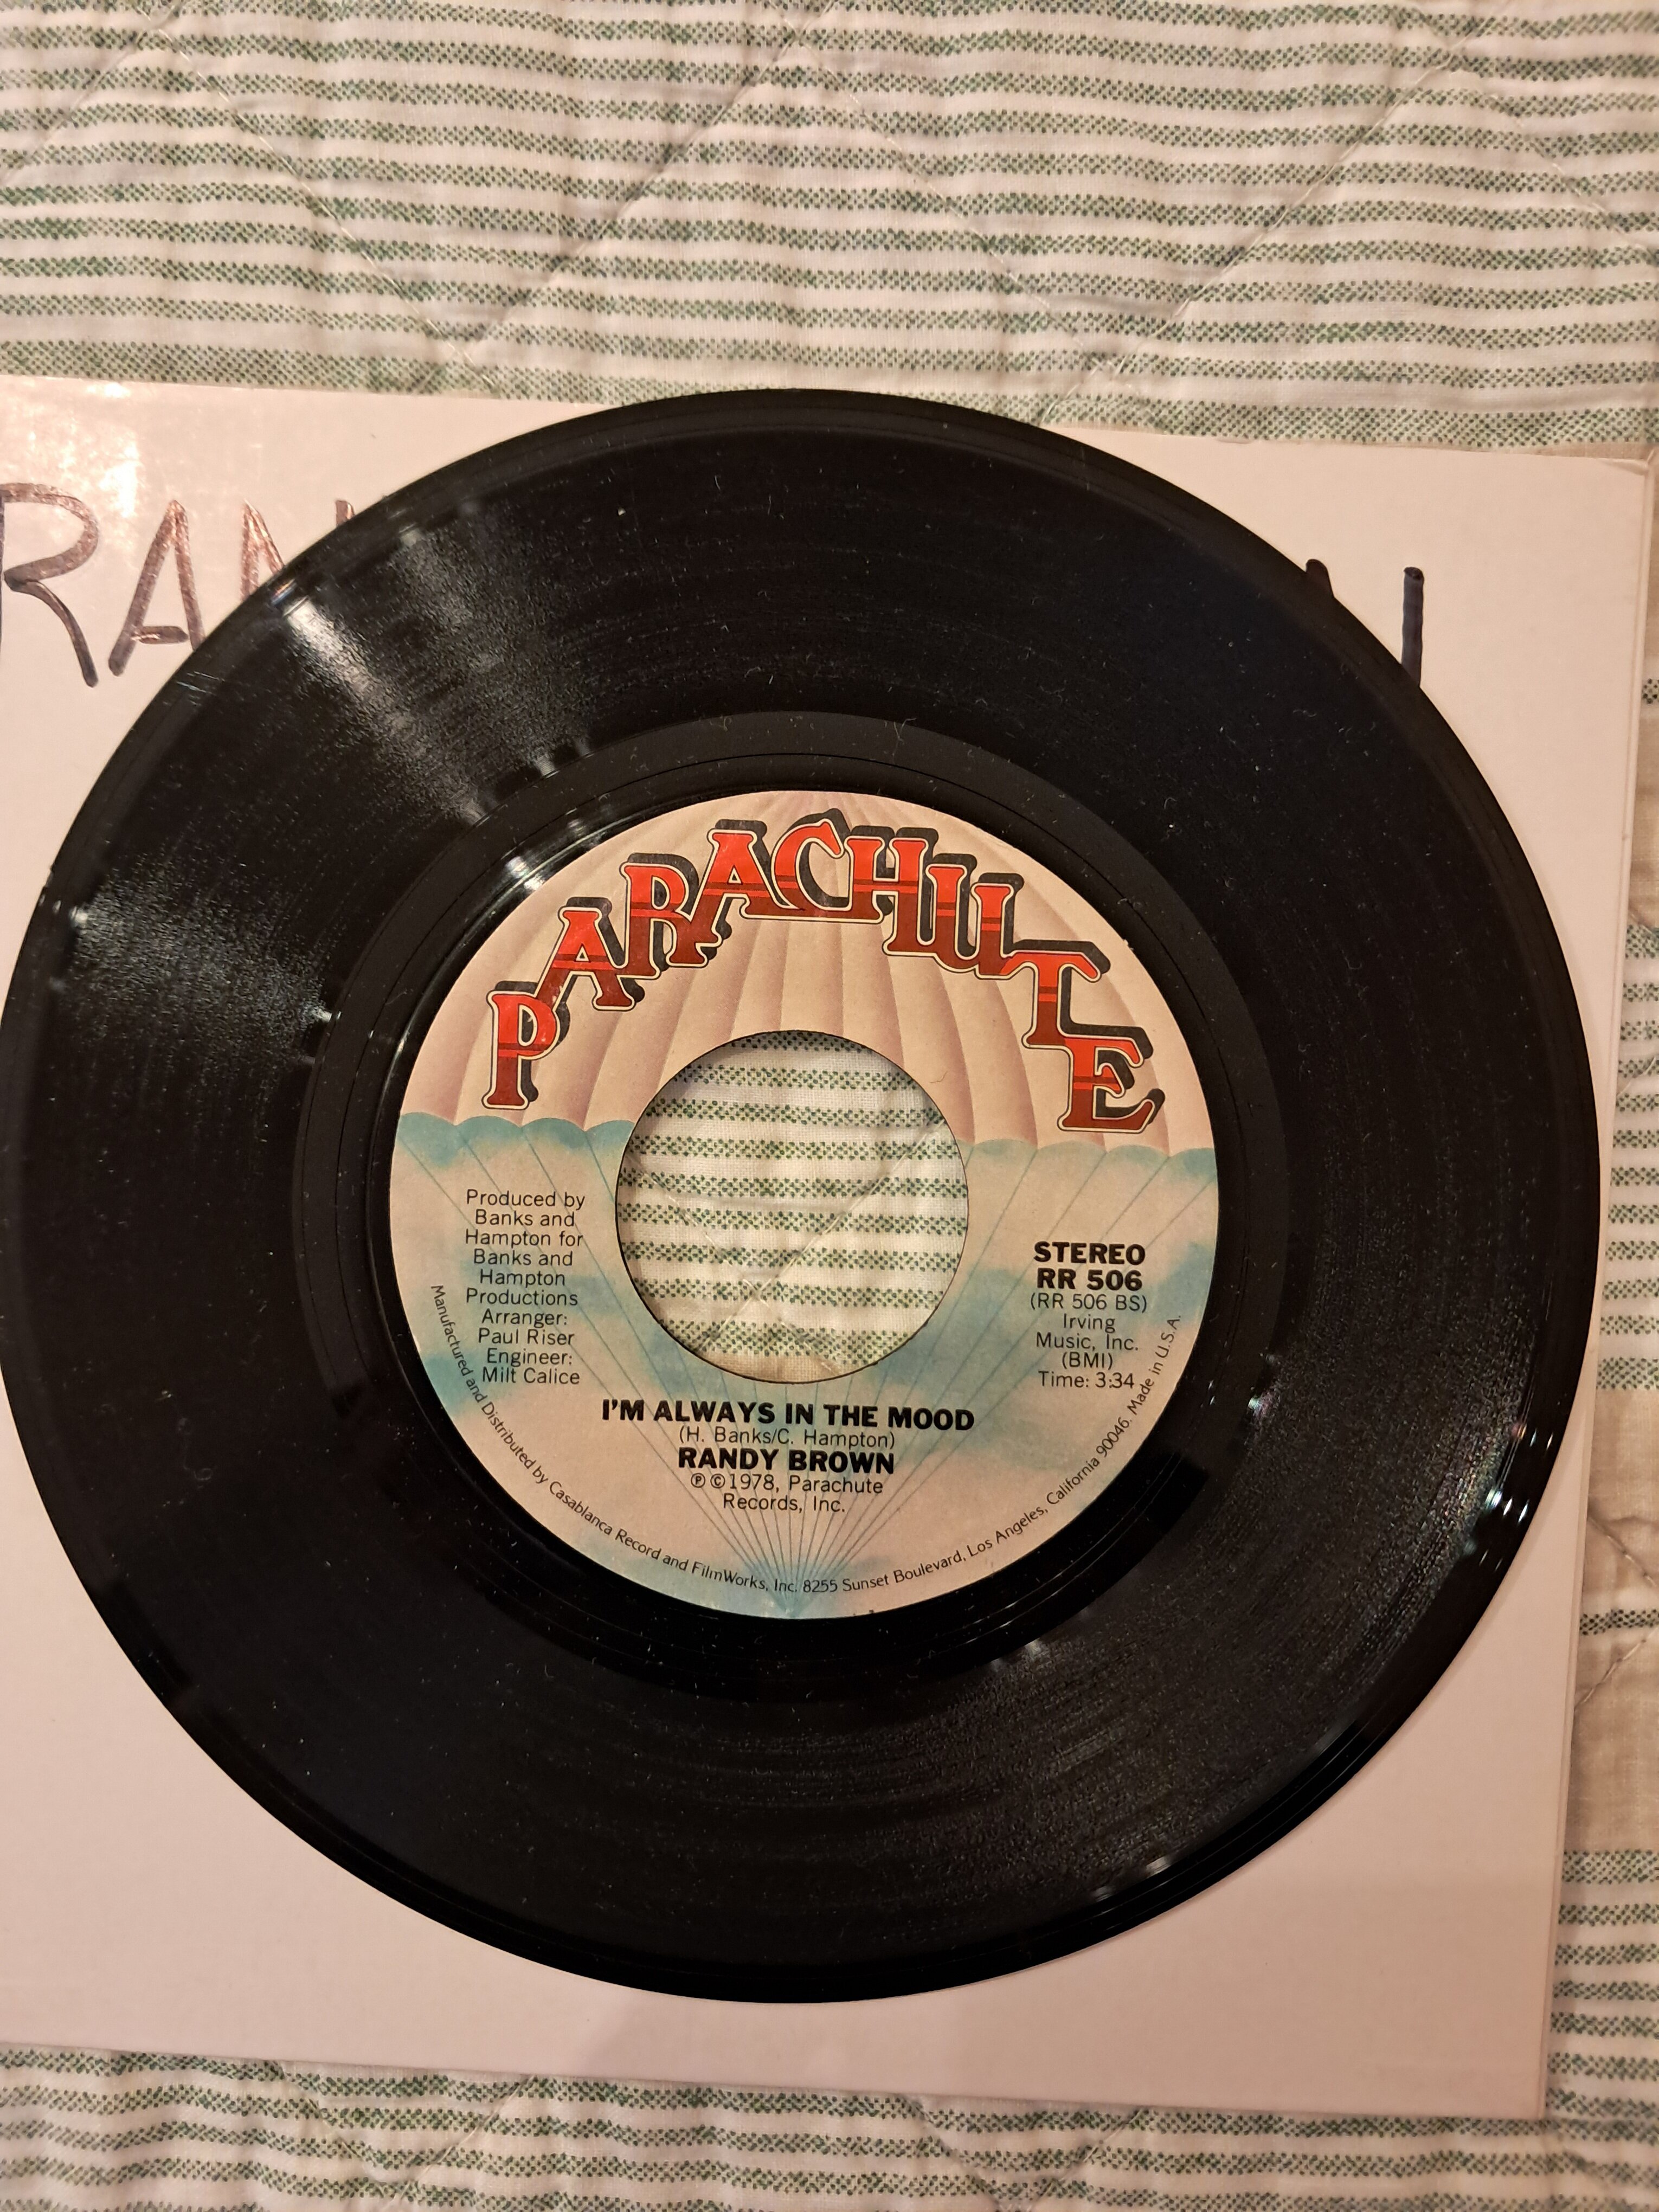 PARACHUTE
Produced by
Banks and
Hampton for
Banks and
Hampton
Productions
Arranger:
Paul Riser
Engineer:
Milt Calice
STEREO
RR 506
(RR 506 BS)
Irving
Music, Inc.
(BMI)
Time: 3:34
I'M ALWAYS IN THE MOOD
(H. Banks/C. Hampton)
RANDY BROWN
℗©1978, Parachute
Records, Inc.
Manufactured and Distributed by Casablanca Record and FilmWorks, Inc. 8255 Sunset Boulevard, Los Angeles, California 90046. Made in U.S.A.